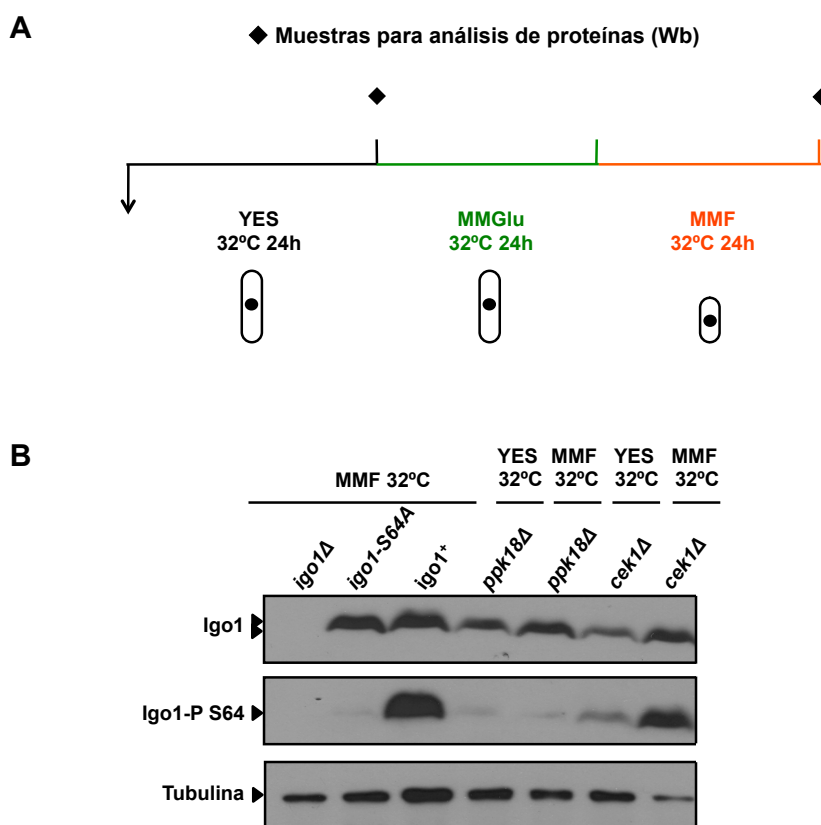 A
Muestras para análisis de proteínas (Wb)
YES
32ºC 24h
MMGlu
32ºC 24h
MMF
32ºC 24h
B
MMF 32ºC
YES
32ºC
MMF
32ºC
YES
32ºC
MMF
32ºC
igo1Δ
igo1-S64A
igo1⁺
ppk18Δ
ppk18Δ
cek1Δ
cek1Δ
Igo1
Igo1-P S64
Tubulina